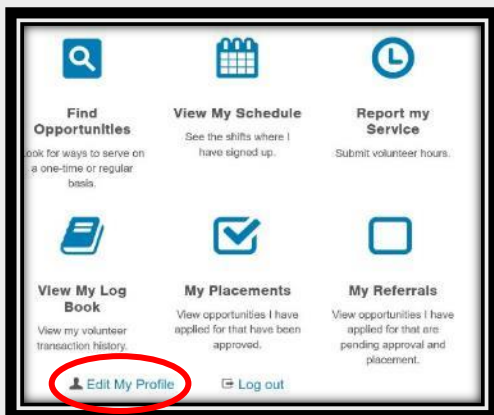 Find
Opportunities
Look for ways to serve on
a one-time or regular
basis.
View My Schedule
See the shifts where I
have signed up.
Report my
Service
Submit volunteer hours.
View My Log
Book
View my volunteer
transaction history.
My Placements
View opportunities I have
applied for that have been
approved.
My Referrals
View opportunities I have
applied for that are
pending approval and
placement.
Edit My Profile
Log out